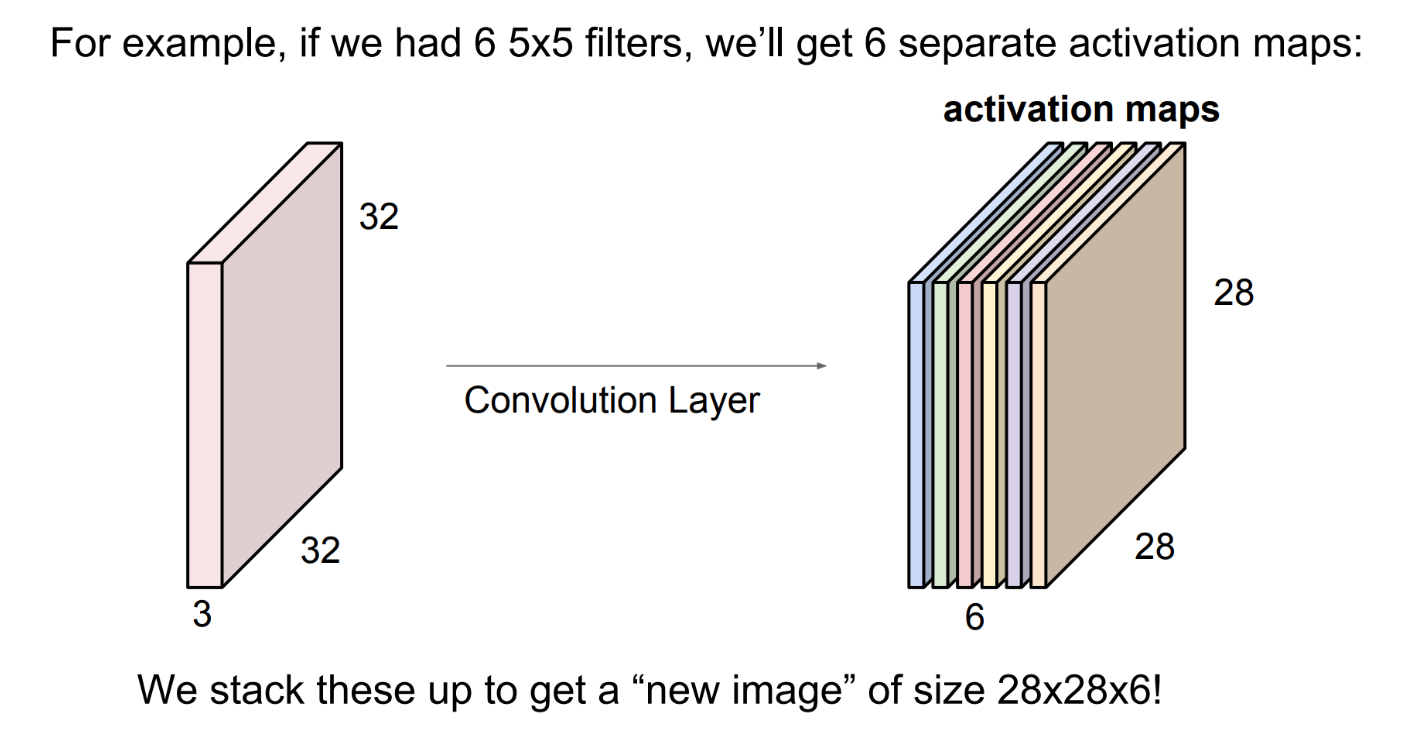 For example, if we had 6 5x5 filters, we’ll get 6 separate activation maps:
activation maps
32
28
Convolution Layer
32
28
3
6
We stack these up to get a “new image” of size 28x28x6!